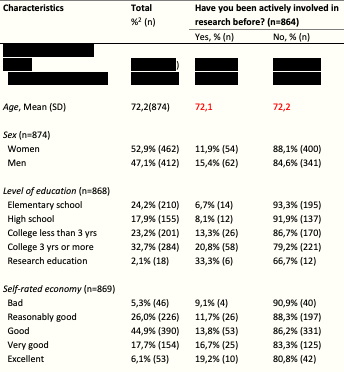 Characteristics Total Have you been actively involved in
%² (n) research before? (n=864)
Yes, % (n) No, % (n)
)
Age, Mean (SD) 72,2(874) 72,1 72,2
Sex (n=874)
Women 52,9% (462) 11,9% (54) 88,1% (400)
Men 47,1% (412) 15,4% (62) 84,6% (341)
Level of education (n=868)
Elementary school 24,2% (210) 6,7% (14) 93,3% (195)
High school 17,9% (155) 8,1% (12) 91,9% (137)
College less than 3 yrs 23,2% (201) 13,3% (26) 86,7% (170)
College 3 yrs or more 32,7% (284) 20,8% (58) 79,2% (221)
Research education 2,1% (18) 33,3% (6) 66,7% (12)
Self-rated economy (n=869)
Bad 5,3% (46) 9,1% (4) 90,9% (40)
Reasonably good 26,0% (226) 11,7% (26) 88,3% (197)
Good 44,9% (390) 13,8% (53) 86,2% (331)
Very good 17,7% (154) 16,7% (25) 83,3% (125)
Excellent 6,1% (53) 19,2% (10) 80,8% (42)